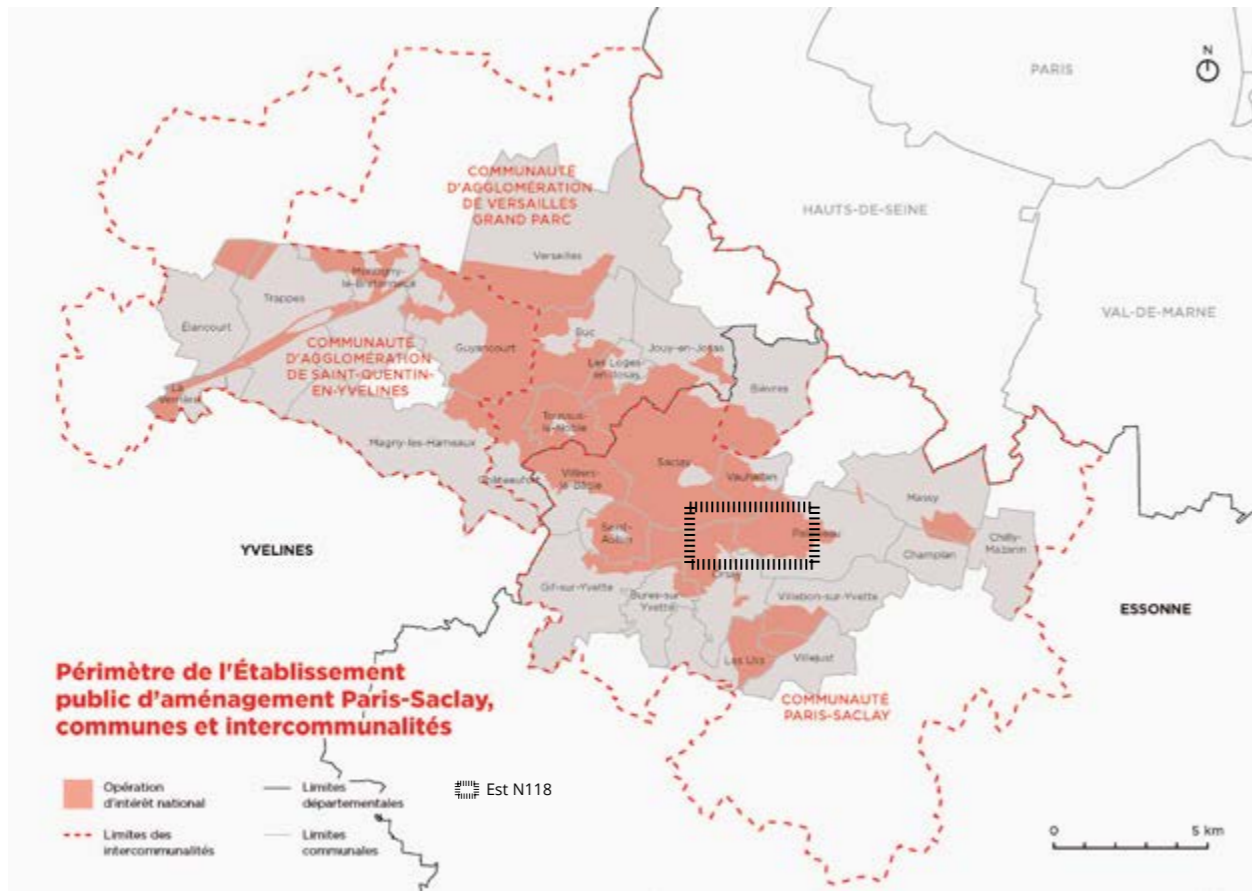 N
PARIS
HAUTS-DE-SEINE
VAL-DE-MARNE
COMMUNAUTÉ
D'AGGLOMÉRATION
DE VERSAILLES
GRAND PARC
Versailles
Montigny-
le-Bretonneux
Trappes
Élancourt
COMMUNAUTÉ
D'AGGLOMÉRATION
DE SAINT-QUENTIN-
EN-YVELINES
Guyancourt
Buc
Jouy-en-Josas
Les Loges-
en-Josas
Bièvres
La
Verrière
Toussus-
le-Noble
Magny-les-Hameaux
Châteaufort
Villiers-
le-Bâcle
Saclay
Vauhallan
Massy
Saint-
Aubin
Palaiseau
Champlan
Chilly-
Mazarin
YVELINES
Orsay
Gif-sur-Yvette
Bures-sur
Yvette
Villebon-sur-Yvette
ESSONNE
Les Ulis
Villejust
COMMUNAUTÉ
PARIS-SACLAY
Périmètre de l'Établissement
public d'aménagement Paris-Saclay,
communes et intercommunalités
Opération
d'intérêt national
Limites
départementales
Est N118
Limites des
intercommunalités
Limites
communales
0 5 km